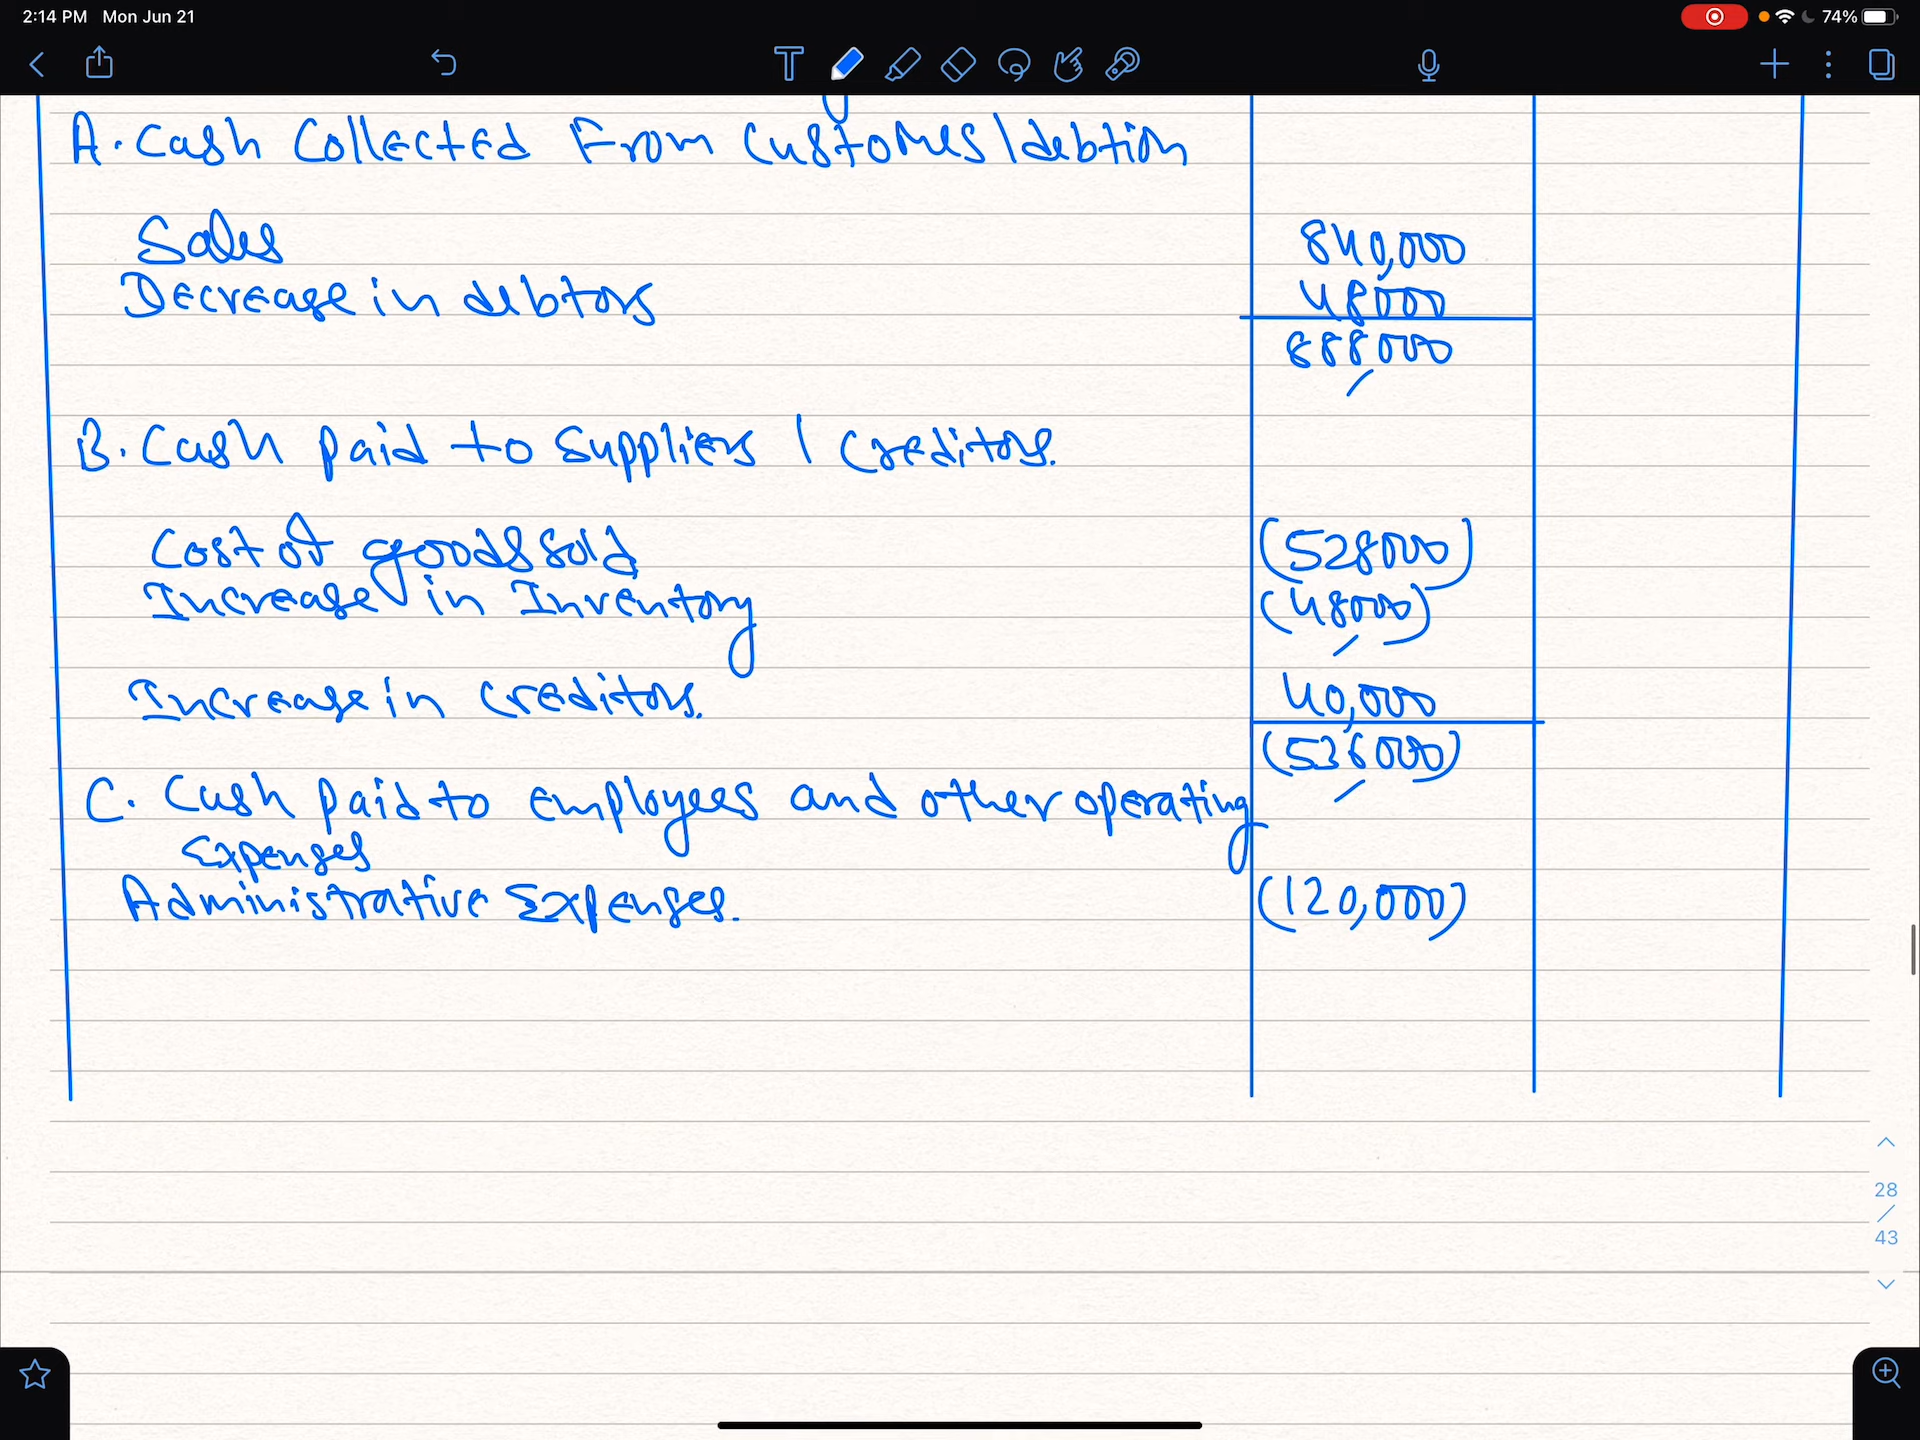 2:14 PM Mon Jun 21
74%
A. Cash Collected From Customers/debtion
Sales 840,000
Decrease in debtors 48000
888000
B. Cash paid to Suppliers / Creditors.
Cost of goods sold (528000)
Increase in Inventory (48000)
Increase in Creditors. 40,000
(536000)
C. Cash paid to employees and other operating
Expenses
Administrative Expenses. (120,000)
28
/
43